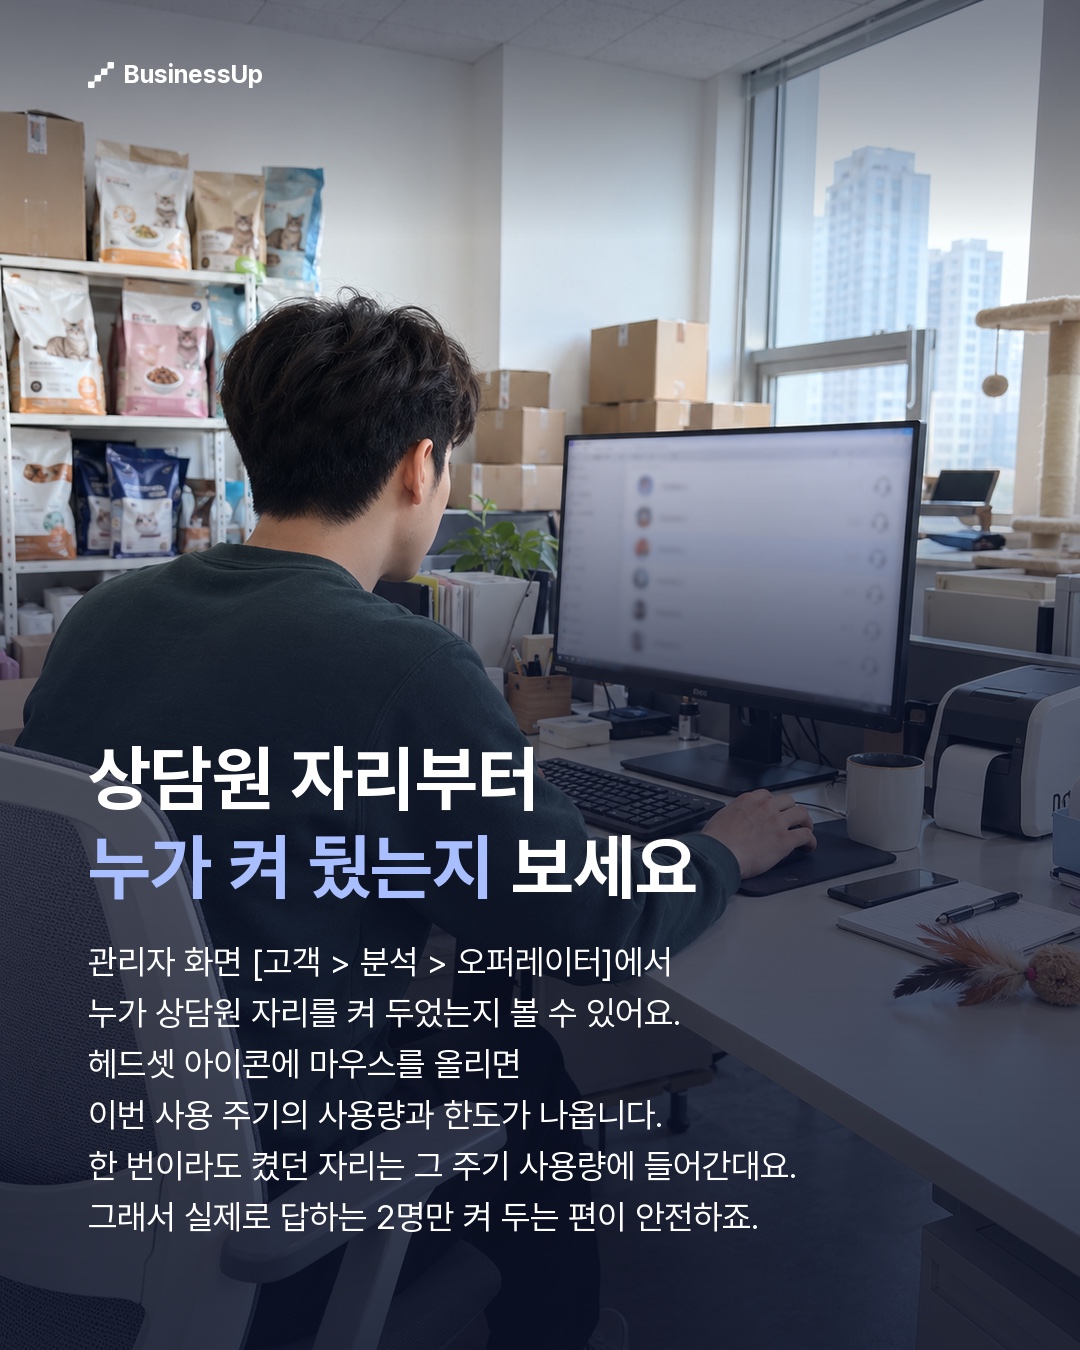 BusinessUp
상담원 자리부터
누가 켜 뒀는지 보세요
관리자 화면 [고객 > 분석 > 오퍼레이터]에서
누가 상담원 자리를 켜 두었는지 볼 수 있어요.
헤드셋 아이콘에 마우스를 올리면
이번 사용 주기의 사용량과 한도가 나옵니다.
한 번이라도 켰던 자리는 그 주기 사용량에 들어간대요.
그래서 실제로 답하는 2명만 켜 두는 편이 안전하죠.